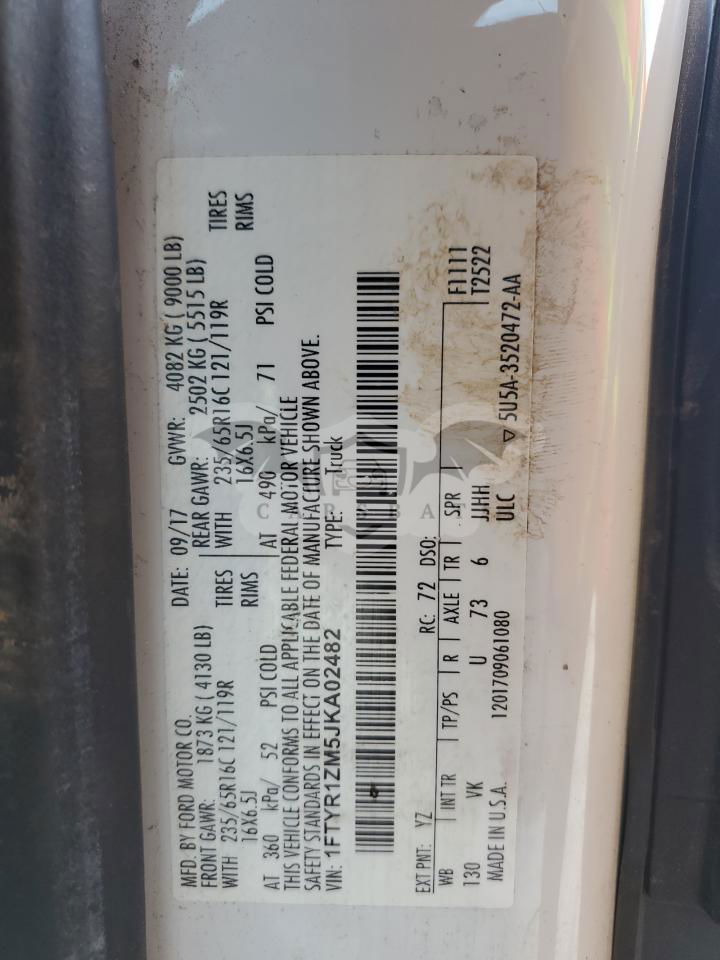 MFD. BY FORD MOTOR CO. DATE: 09/17 GVWR: 4082 KG ( 9000 LB)
FRONT GAWR: 1873 KG ( 4130 LB) REAR GAWR: 2502 KG ( 5515 LB)
WITH 235/65R16C 121/119R TIRES WITH 235/65R16C 121/119R TIRES
16X6.5J RIMS 16X6.5J RIMS
AT 360 kPa/ 52 PSI COLD AT 490 kPa/ 71 PSI COLD
THIS VEHICLE CONFORMS TO ALL APPLICABLE FEDERAL MOTOR VEHICLE
SAFETY STANDARDS IN EFFECT ON THE DATE OF MANUFACTURE SHOWN ABOVE.
VIN: 1FTYR1ZM5JKA02482 TYPE: Truck
EXT PNT: YZ RC: 72 DSO:
WB INT TR TP/PS R AXLE TR SPR F1111
130 VK U 73 6 JJHH T2522
MADE IN U.S.A. 1201709061080 ULC ▽ 5U5A-3520472-AA
CARSBAT